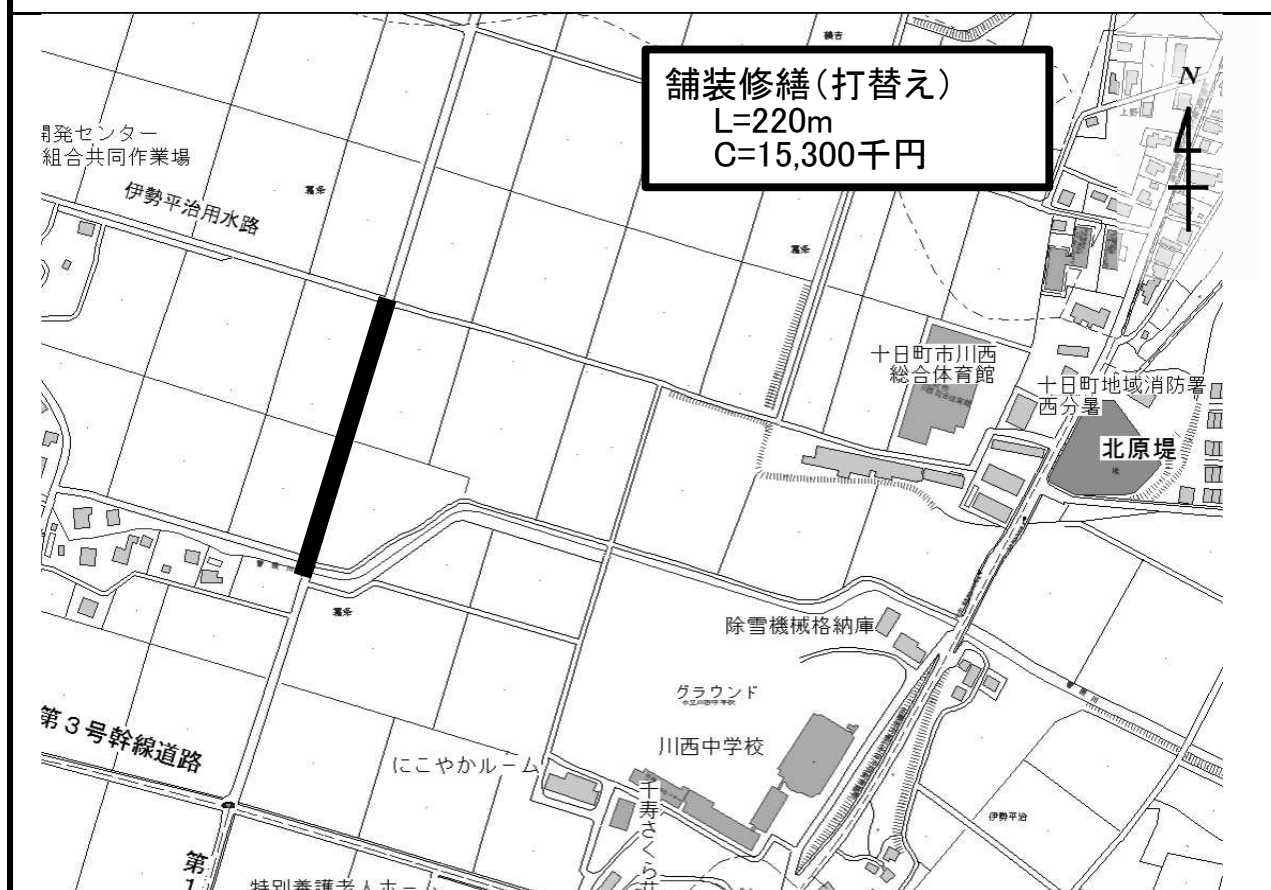 舗装修繕(打替え)
L=220m
C=15,300千円
N
開発センター
組合共同作業場
伊勢平治用水路
十日町市川西
総合体育館
十日町地域消防署
西分署
北原堤
除雪機械格納庫
グラウンド
川西中学校
第3号幹線道路
にこやかルーム
千寿さくら荘
伊勢平治
第1
特別養護老人ホーム